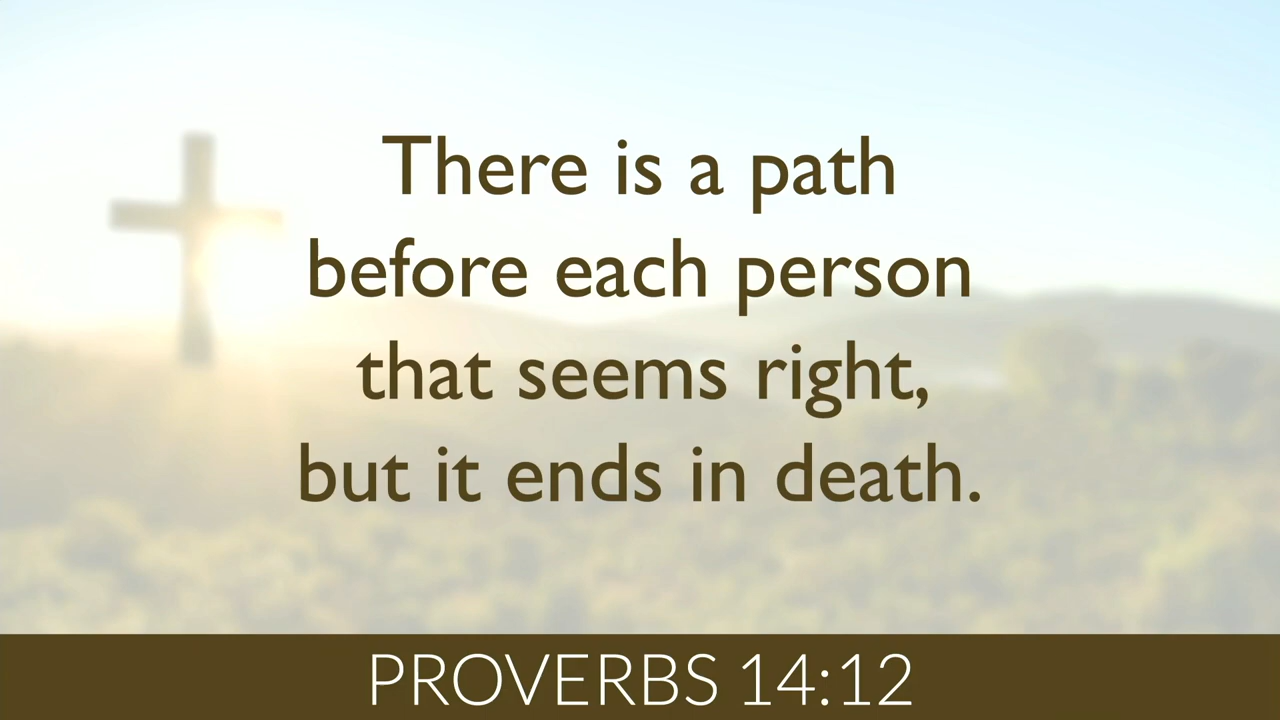 There is a path
before each person
that seems right,
but it ends in death.
PROVERBS 14:12